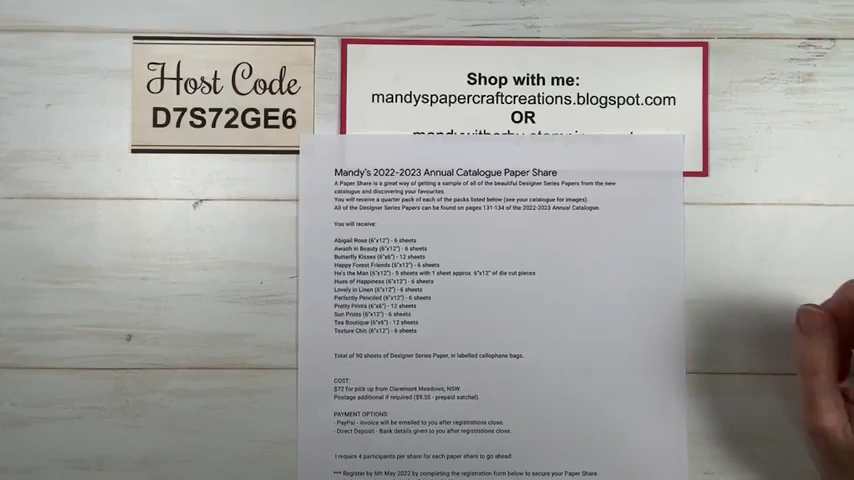 Host Code
D7S72GE6
Shop with me:
mandyspapercraftcreations.blogspot.com
OR
Mandy's 2022-2023 Annual Catalogue Paper Share
A Paper Share is a great way of getting a sample of all of the beautiful Designer Series Papers from the new
catalogue and discovering your favourites
You will receive a quarter pack of each of the packs listed below (see your catalogue for images).
All of the Designer Series Papers can be found on pages 131-134 of the 2022-2023 Annual Catalogue.
You will receive:
Abigail Rose (6"x12") - 6 sheets
Awash in Beauty (6"x12") - 6 sheets
Butterfly Kisses (6"x6") - 12 sheets
Happy Forest Friends (6"x12") - 6 sheets
He's the Man (6"x12") - 5 sheets with 1 sheet approx. 6"x12" of die cut pieces
Hues of Happiness (6"x12") - 6 sheets
Lovely in Linen (6"x12") - 6 sheets
Perfectly Penciled (6"x12") - 6 sheets
Pretty Prints (6"x6") - 12 sheets
Sun Prints (6"x12") - 6 sheets
Tea Boutique (6"x6") - 12 sheets
Texture Chic (6"x12") - 6 sheets
Total of 90 sheets of Designer Series Paper, in labelled cellophane bags.
COST:
$72 for pick up from Claremont Meadows, NSW.
Postage additional if required ($9.55 - prepaid satchel).
PAYMENT OPTIONS:
- PayPal - invoice will be emailed to you after registrations close.
- Direct Deposit - Bank details given to you after registrations close.
I require 4 participants per share for each paper share to go ahead.
*** Register by 6th May 2022 by completing the registration form below to secure your Paper Share.